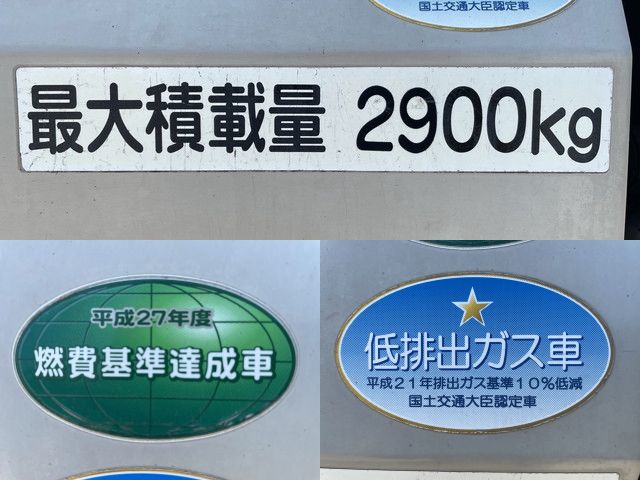 国土交通大臣認定車
最大積載量 2900kg
平成27年度
燃費基準達成車
低排出ガス車
平成21年排出ガス基準10%低減
国土交通大臣認定車